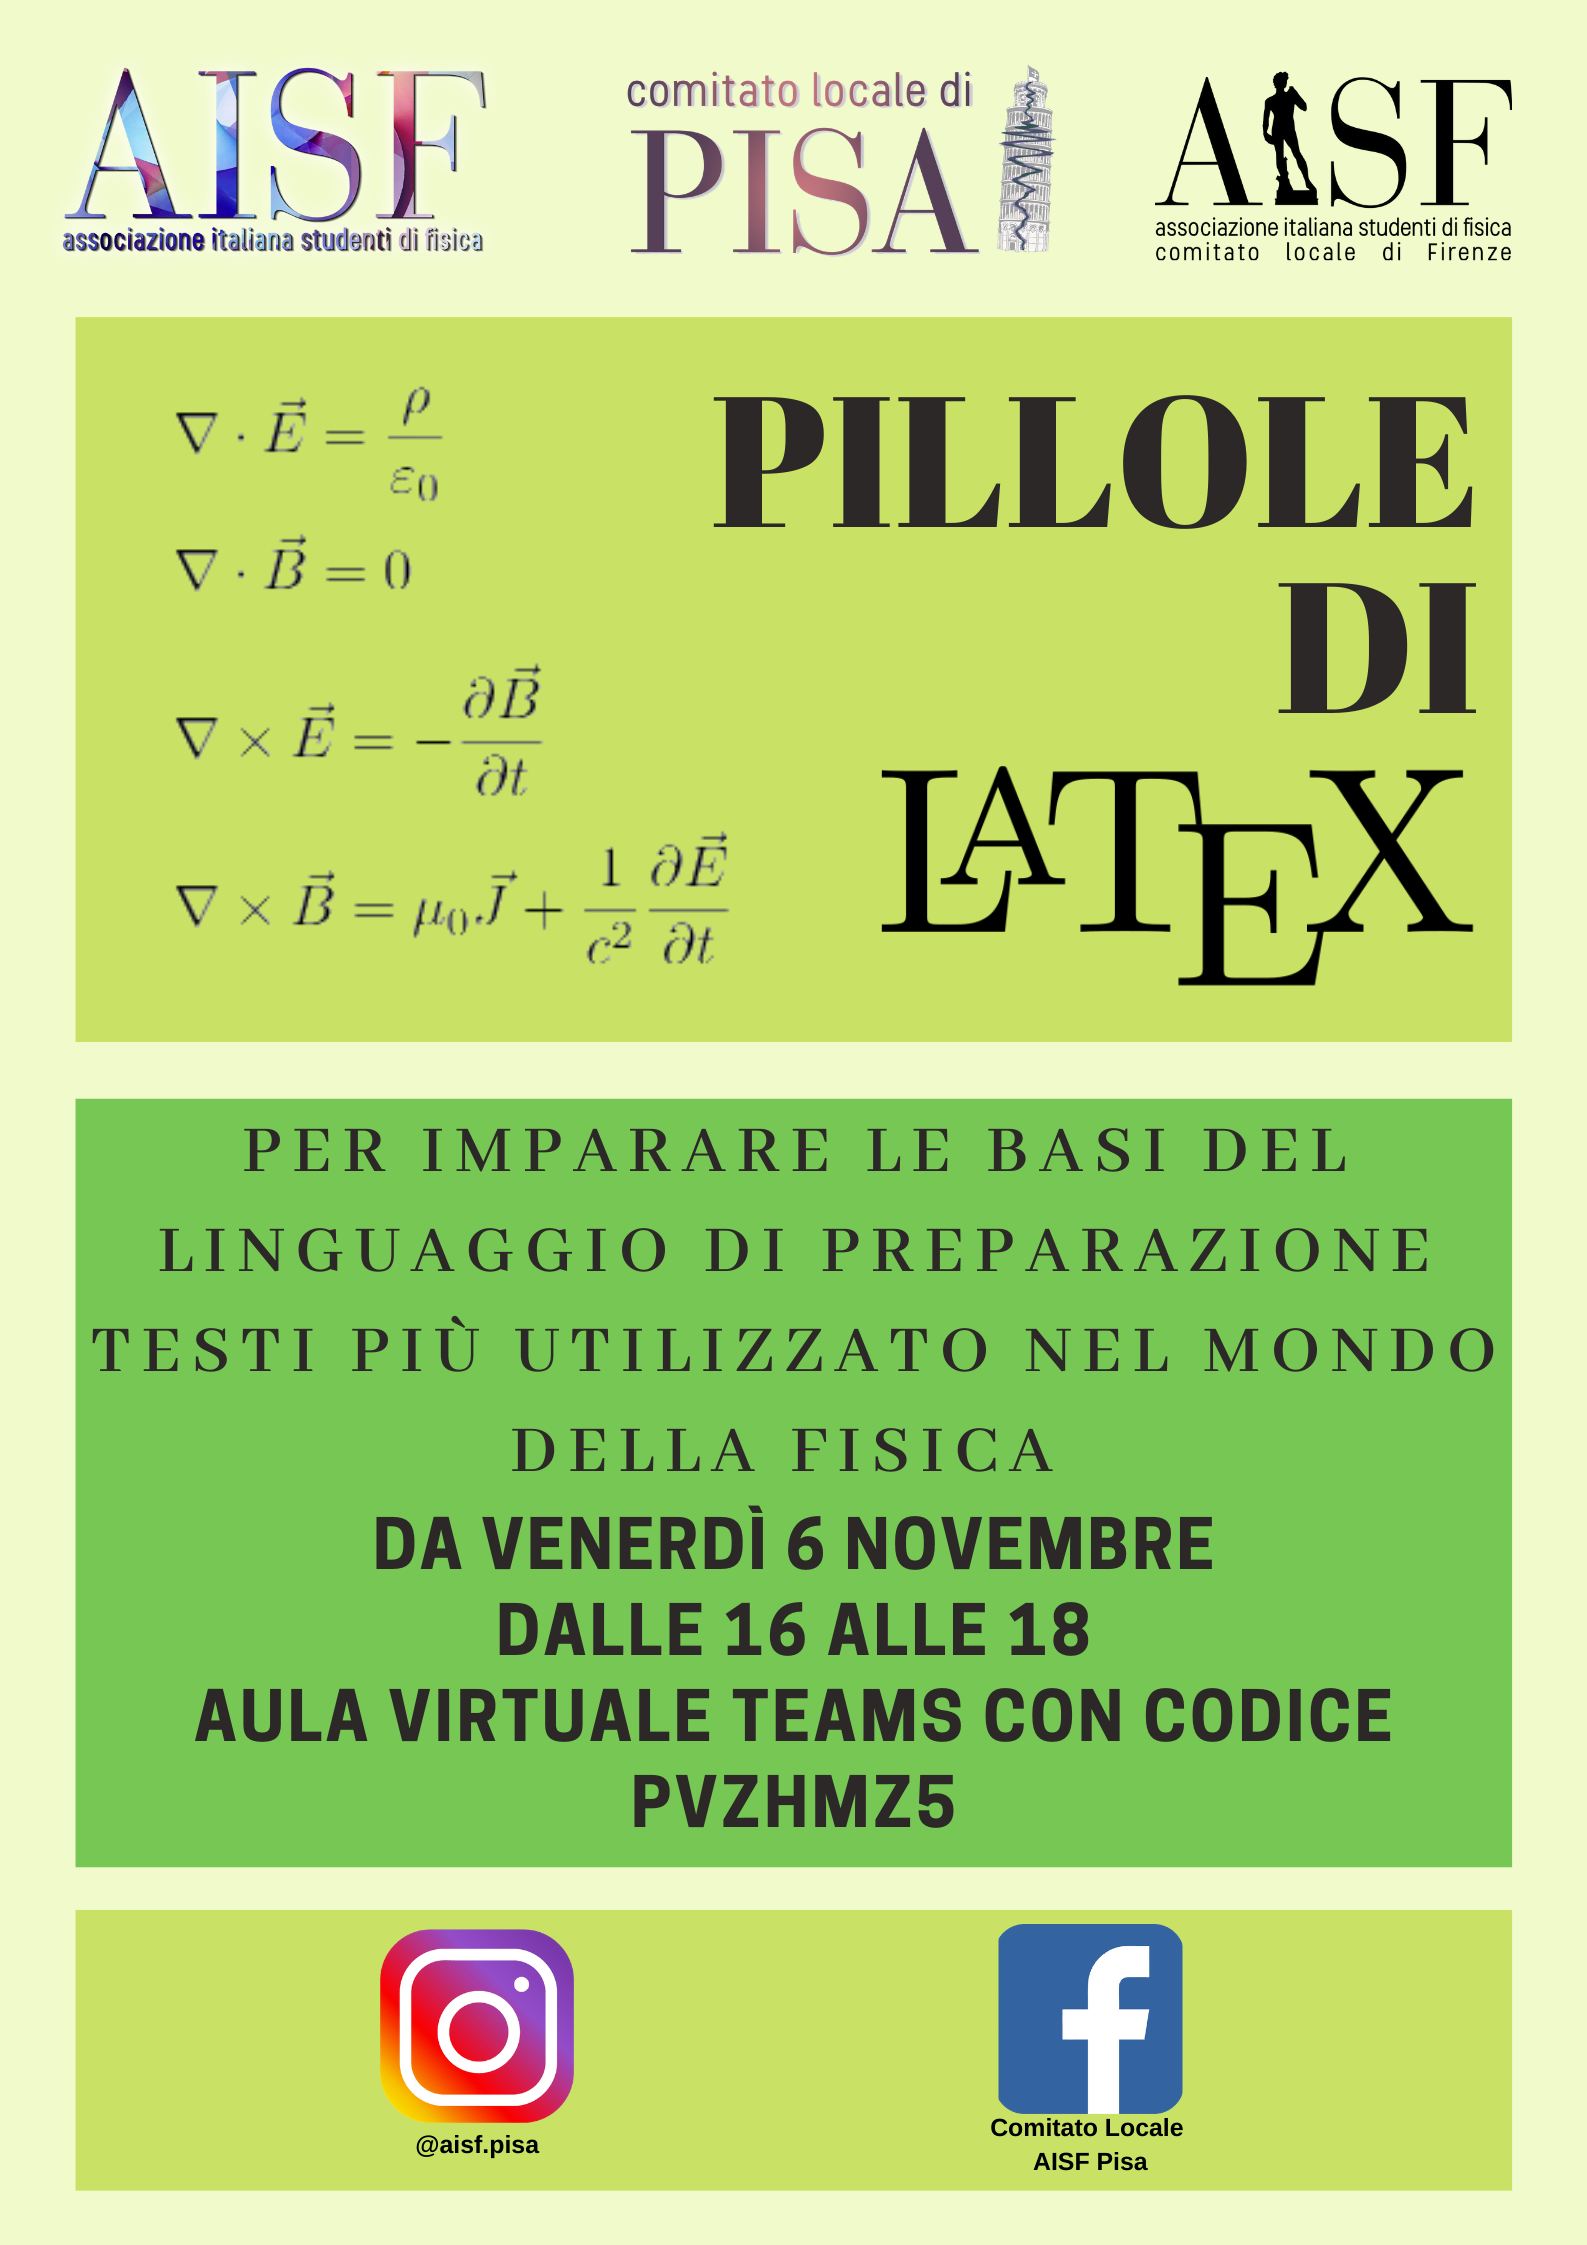 AISF
associazione italiana studenti di fisica
comitato locale di
PISA
AISF
associazione italiana studenti di fisica
comitato locale di Firenze
∇ · E⃗ = ρ/ε₀
∇ · B⃗ = 0
∇ × E⃗ = −∂B⃗/∂t
∇ × B⃗ = μ₀J⃗ + 1/c² ∂E⃗/∂t
PILLOLE
DI
LATEX
PER IMPARARE LE BASI DEL
LINGUAGGIO DI PREPARAZIONE
TESTI PIÙ UTILIZZATO NEL MONDO
DELLA FISICA
DA VENERDÌ 6 NOVEMBRE
DALLE 16 ALLE 18
AULA VIRTUALE TEAMS CON CODICE
PVZHMZ5
@aisf.pisa
Comitato Locale
AISF Pisa